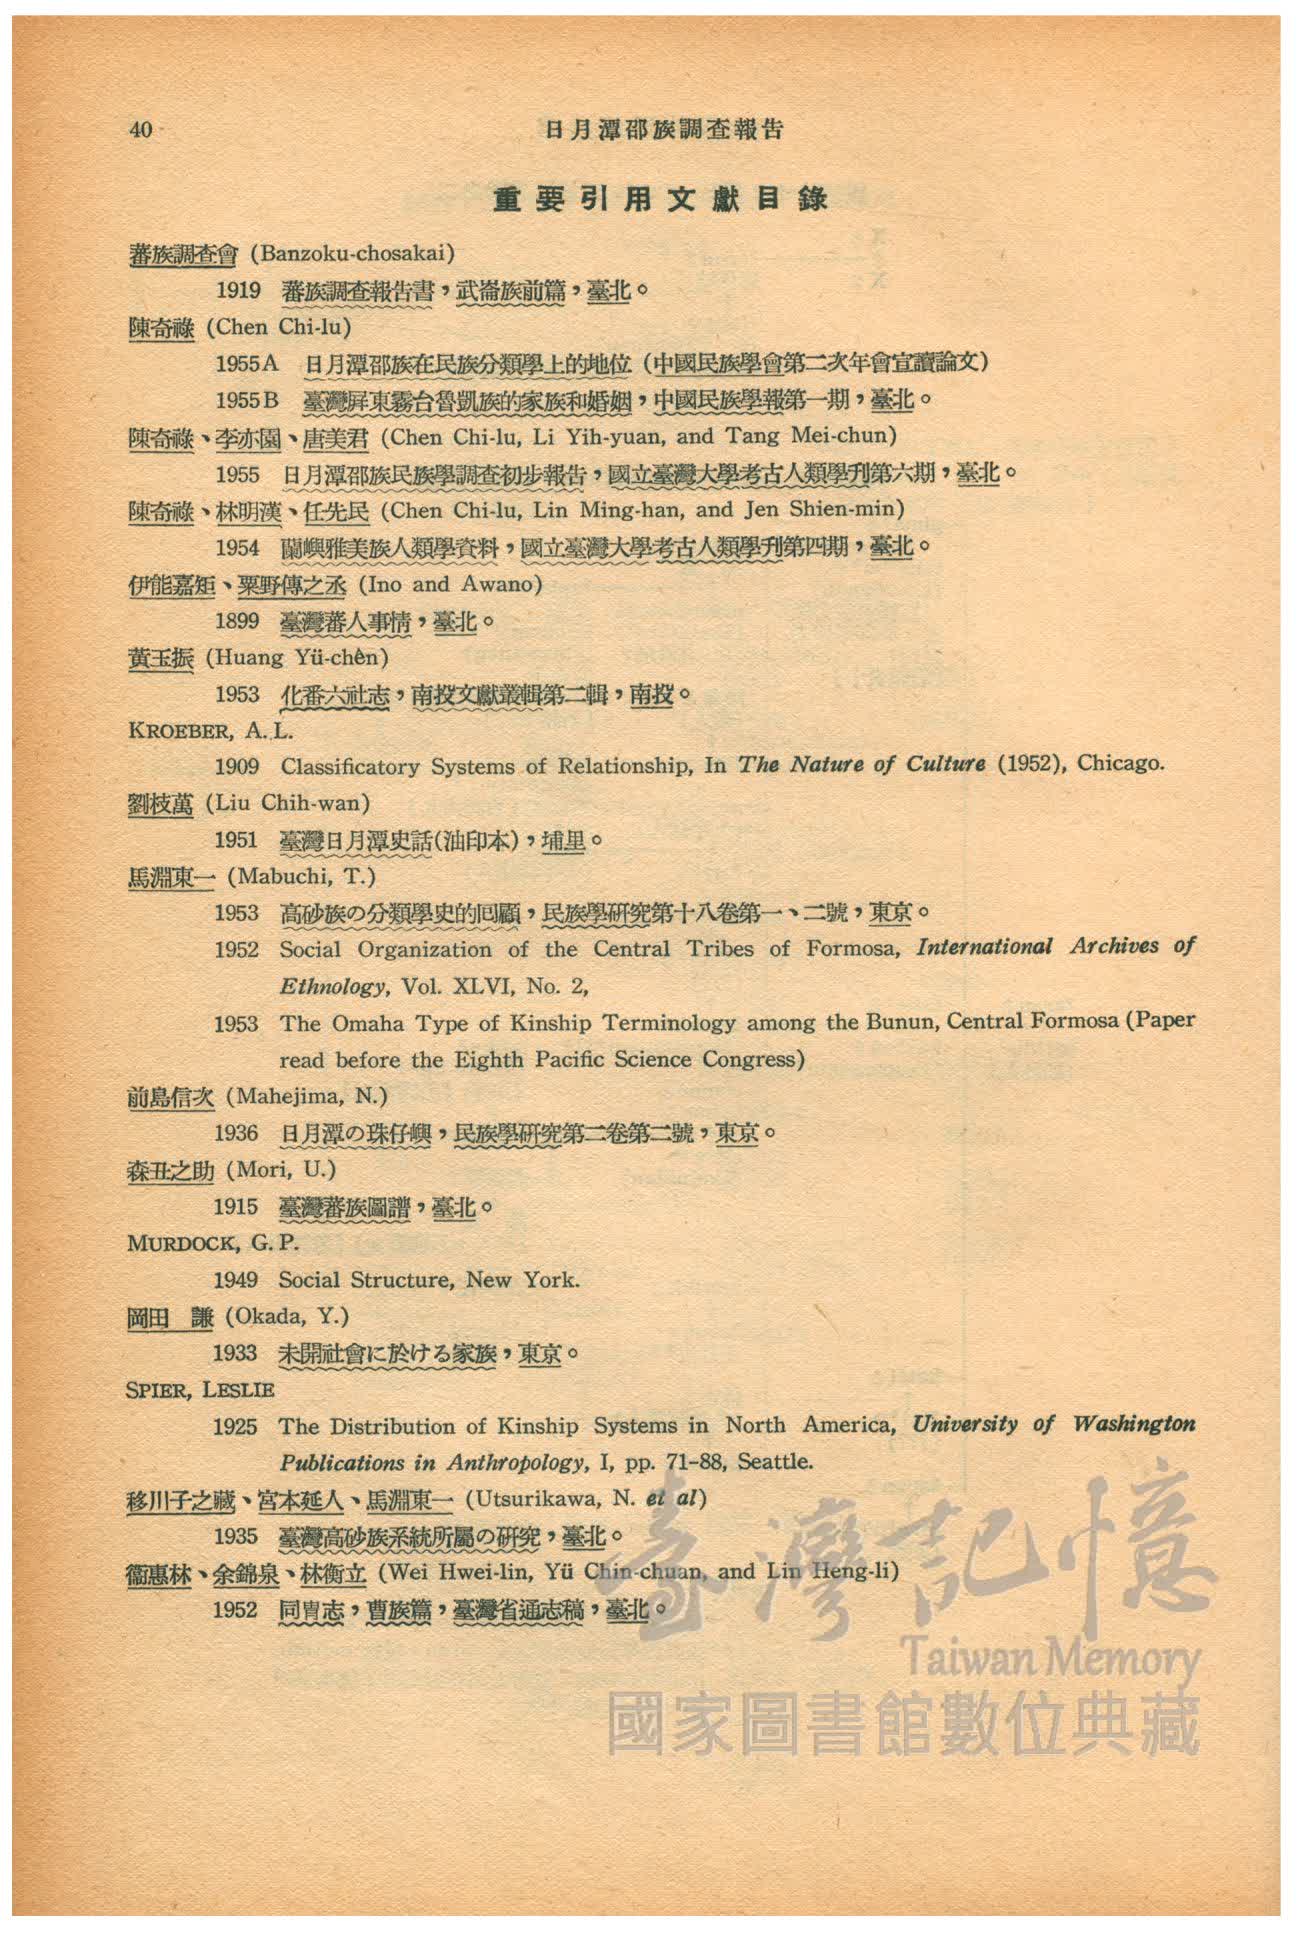 40
日月潭邵族調查報告
重要引用文獻目錄
蕃族調查會 (Banzoku-chosakai)
1919 蕃族調查報告書，武崙族前篇，臺北。
陳奇祿 (Chen Chi-lu)
1955A 日月潭邵族在民族分類學上的地位 (中國民族學會第二次年會宣讀論文)
1955B 臺灣屏東霧台魯凱族的家族和婚姻，中國民族學報第一期，臺北。
陳奇祿、李亦園、唐美君 (Chen Chi-lu, Li Yih-yuan, and Tang Mei-chun)
1955 日月潭邵族民族學調查初步報告，國立臺灣大學考古人類學刊第六期，臺北。
陳奇祿、林明漢、任先民 (Chen Chi-lu, Lin Ming-han, and Jen Shien-min)
1954 蘭嶼雅美族人類學資料，國立臺灣大學考古人類學刊第四期，臺北。
伊能嘉矩、粟野傳之丞 (Ino and Awano)
1899 臺灣蕃人事情，臺北。
黃玉振 (Huang Yü-chên)
1953 化番六社志，南投文獻叢輯第二輯，南投。
KROEBER, A. L.
1909 Classificatory Systems of Relationship, In The Nature of Culture (1952), Chicago.
劉枝萬 (Liu Chih-wan)
1951 臺灣日月潭史話(油印本)，埔里。
馬淵東一 (Mabuchi, T.)
1953 高砂族の分類學史的回顧，民族學研究第十八卷第一、二號，東京。
1952 Social Organization of the Central Tribes of Formosa, International Archives of
Ethnology, Vol. XLVI, No. 2,
1953 The Omaha Type of Kinship Terminology among the Bunun, Central Formosa (Paper
read before the Eighth Pacific Science Congress)
前島信次 (Mahejima, N.)
1936 日月潭の珠仔嶼，民族學研究第二卷第二號，東京。
森丑之助 (Mori, U.)
1915 臺灣蕃族圖譜，臺北。
MURDOCK, G. P.
1949 Social Structure, New York.
岡田 謙 (Okada, Y.)
1933 未開社會に於ける家族，東京。
SPIER, LESLIE
1925 The Distribution of Kinship Systems in North America, University of Washington
Publications in Anthropology, I, pp. 71-88, Seattle.
移川子之藏、宮本延人、馬淵東一 (Utsurikawa, N. et al)
1935 臺灣高砂族系統所屬の研究，臺北。
衞惠林、余錦泉、林衡立 (Wei Hwei-lin, Yü Chin-chuan, and Lin Heng-li)
1952 同冑志，曹族篇，臺灣省通志稿，臺北。
臺灣記憶
Taiwan Memory
國家圖書館數位典藏